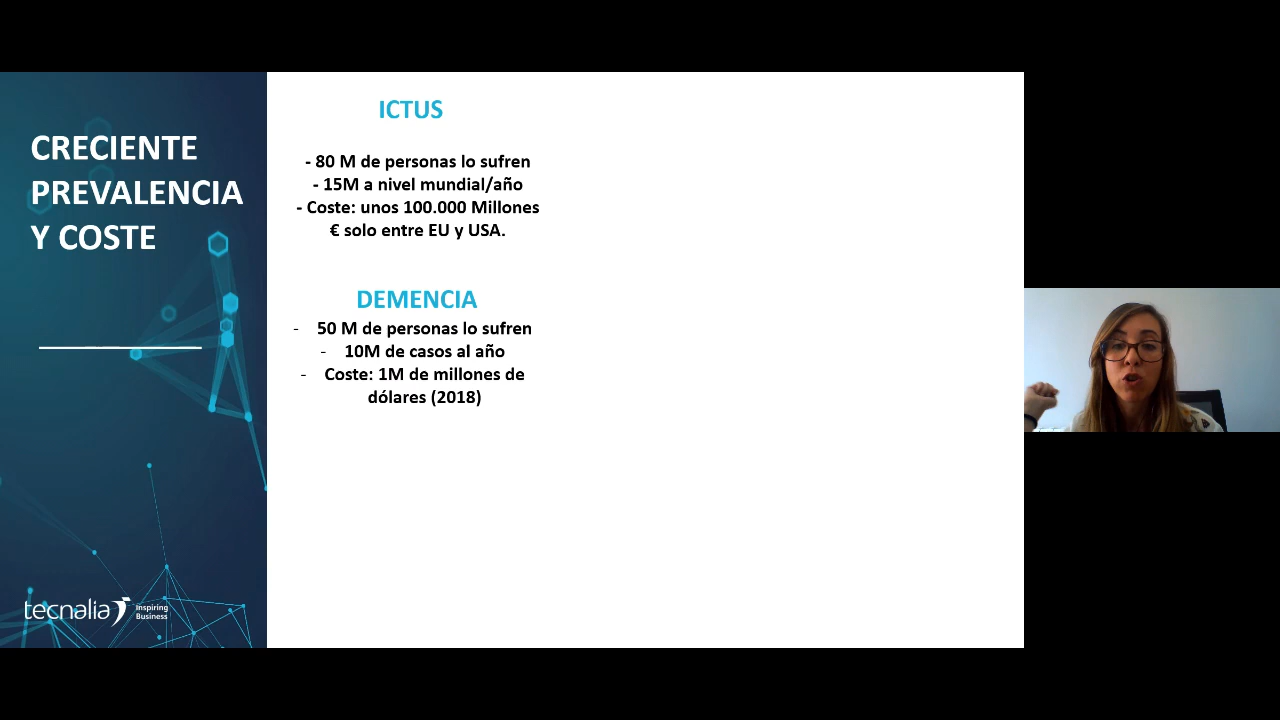 CRECIENTE
PREVALENCIA
Y COSTE
tecnalia
Inspiring
Business
ICTUS
- 80 M de personas lo sufren
- 15M a nivel mundial/año
- Coste: unos 100.000 Millones
€ solo entre EU y USA.
DEMENCIA
- 50 M de personas lo sufren
- 10M de casos al año
- Coste: 1M de millones de
dólares (2018)